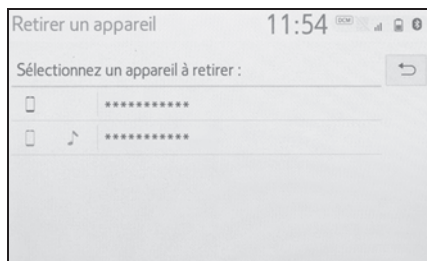 Retirer un appareil 11:54 DCM
Sélectionnez un appareil à retirer :
***********
***********